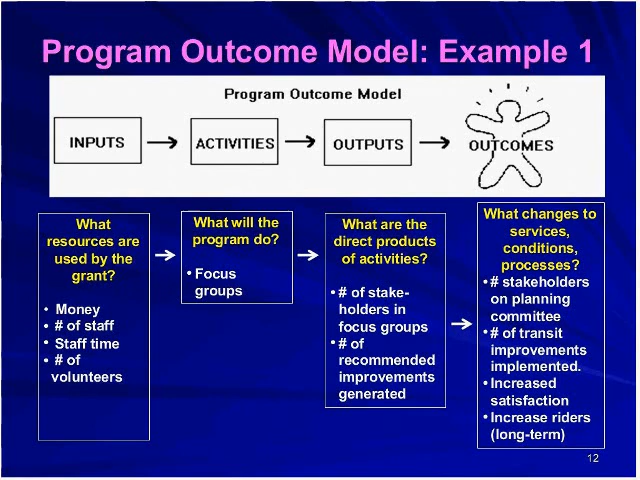 Program Outcome Model: Example 1
Program Outcome Model
INPUTS
ACTIVITIES
OUTPUTS
OUTCOMES
What
resources are
used by the
grant?
• Money
• # of staff
• Staff time
• # of
volunteers
What will the
program do?
• Focus
groups
What are the
direct products
of activities?
• # of stake-
holders in
focus groups
• # of
recommended
improvements
generated
What changes to
services,
conditions,
processes?
• # stakeholders
on planning
committee
• # of transit
improvements
implemented.
• Increased
satisfaction
• Increase riders
(long-term)
12